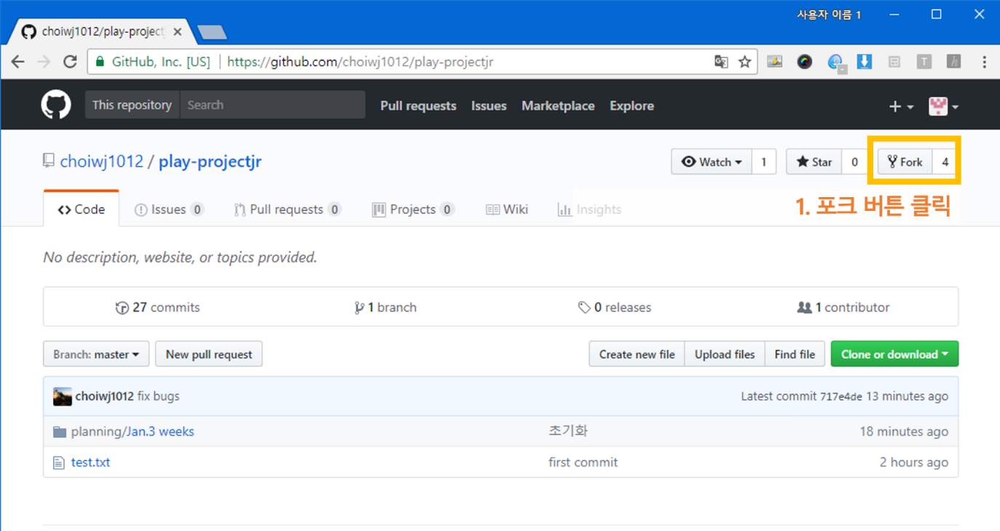 사용자 이름 1
choiwj1012/play-project
GitHub, Inc. [US] https://github.com/choiwj1012/play-projectjr
This repository Search Pull requests Issues Marketplace Explore
choiwj1012 / play-projectjr Watch 1 Star 0 Fork 4
Code Issues 0 Pull requests 0 Projects 0 Wiki Insights
1. 포크 버튼 클릭
No description, website, or topics provided.
27 commits 1 branch 0 releases 1 contributor
Branch: master New pull request Create new file Upload files Find file Clone or download
choiwj1012 fix bugs Latest commit 717e4de 13 minutes ago
planning/Jan.3 weeks 초기화 18 minutes ago
test.txt first commit 2 hours ago